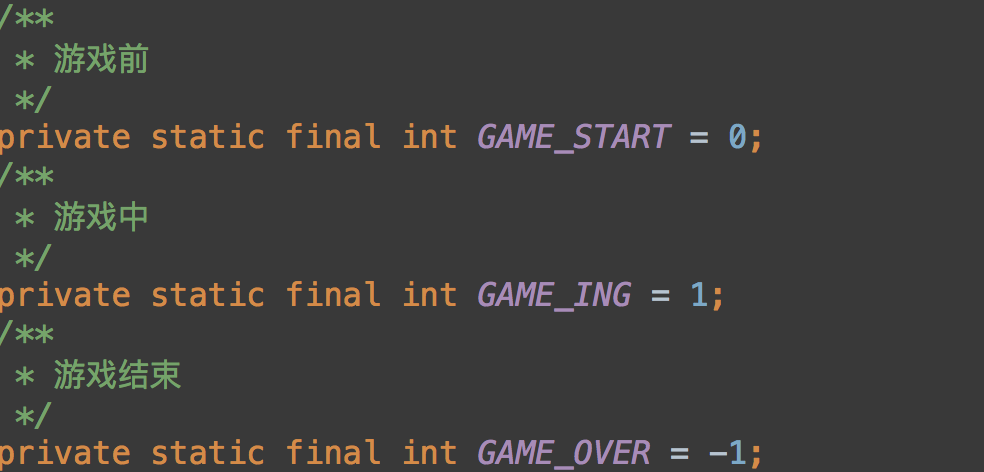 /**
* 游戏前
*/
private static final int GAME_START = 0;
/**
* 游戏中
*/
private static final int GAME_ING = 1;
/**
* 游戏结束
*/
private static final int GAME_OVER = -1;